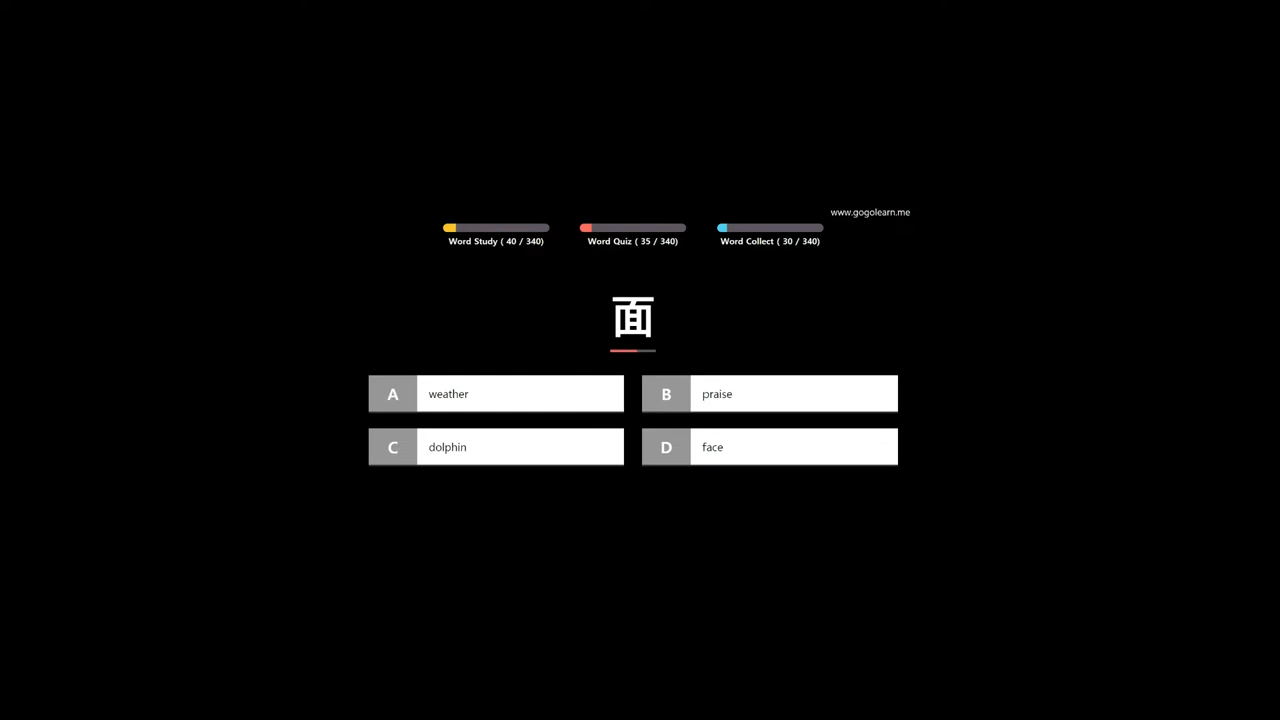 www.gogolearn.me
Word Study ( 40 / 340)
Word Quiz ( 35 / 340)
Word Collect ( 30 / 340)
面
A weather
B praise
C dolphin
D face